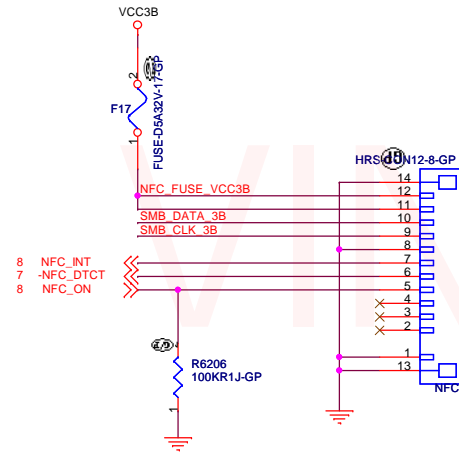 VCC3B
2
F17
1
FUSE-D5A32V-17-GP
HRS-CON12-8-GP
NFC_FUSE_VCC3B
SMB_DATA_3B
SMB_CLK_3B
8 NFC_INT
7 -NFC_DTCT
8 NFC_ON
14
12
11
10
9
8
7
6
5
4
3
2
1
13
NFC
R6206
100KR1J-GP
1
VIN